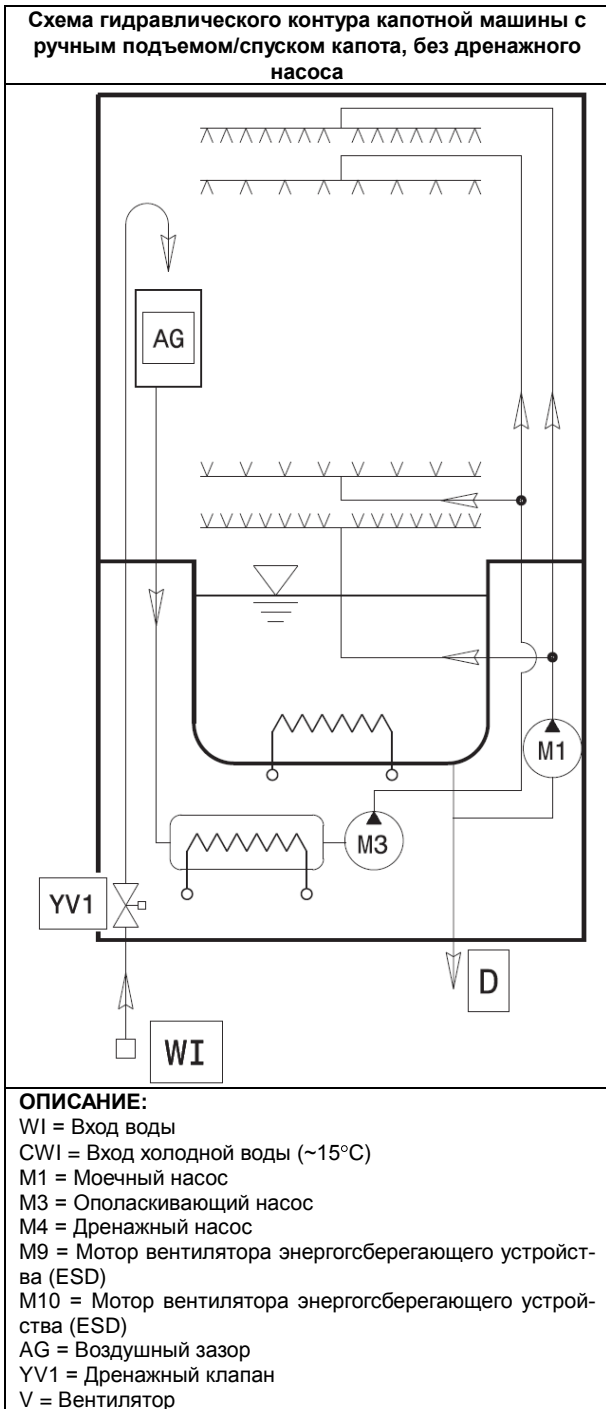 Схема гидравлического контура капотной машины с
ручным подъемом/спуском капота, без дренажного
насоса
AG
M1
M3
YV1
D
WI
ОПИСАНИЕ:
WI = Вход воды
CWI = Вход холодной воды (~15°C)
M1 = Моечный насос
M3 = Ополаскивающий насос
M4 = Дренажный насос
M9 = Мотор вентилятора энергогсберегающего устройст-
ва (ESD)
M10 = Мотор вентилятора энергогсберегающего устрой-
ства (ESD)
AG = Воздушный зазор
YV1 = Дренажный клапан
V = Вентилятор